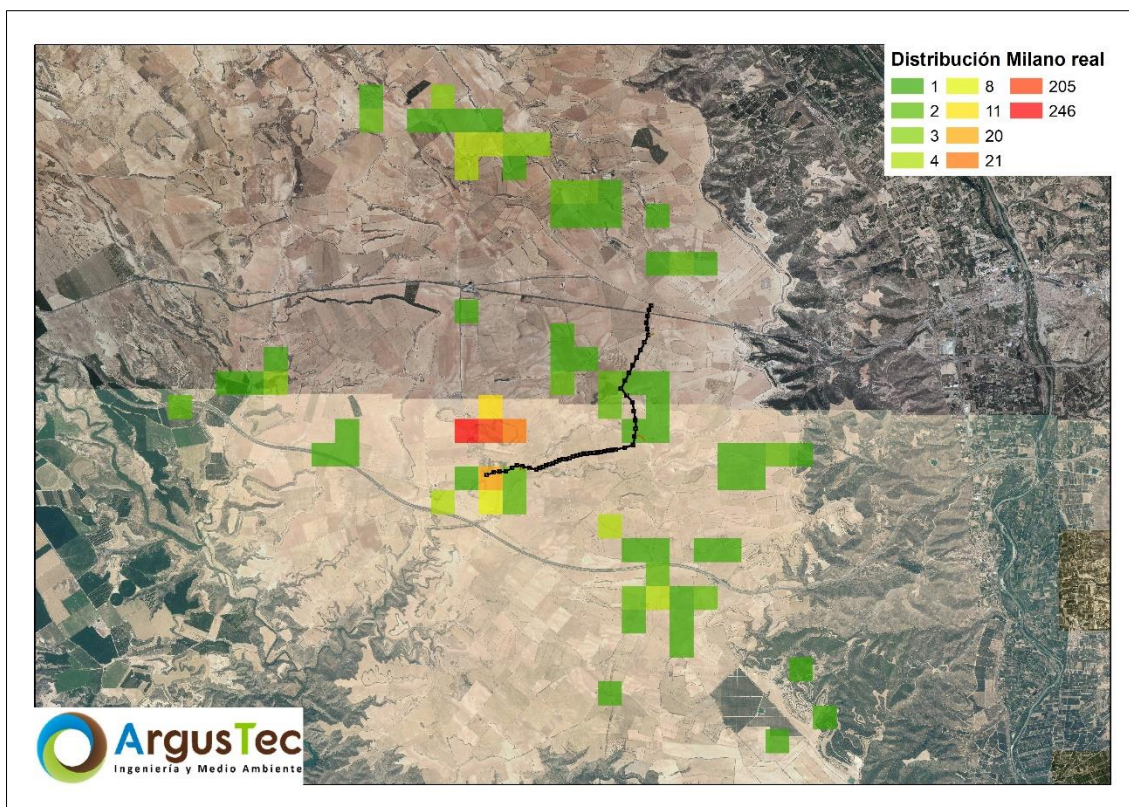 Distribución Milano real
1 8 205
2 11 246
3 20
4 21
ArgusTec
Ingeniería y Medio Ambiente